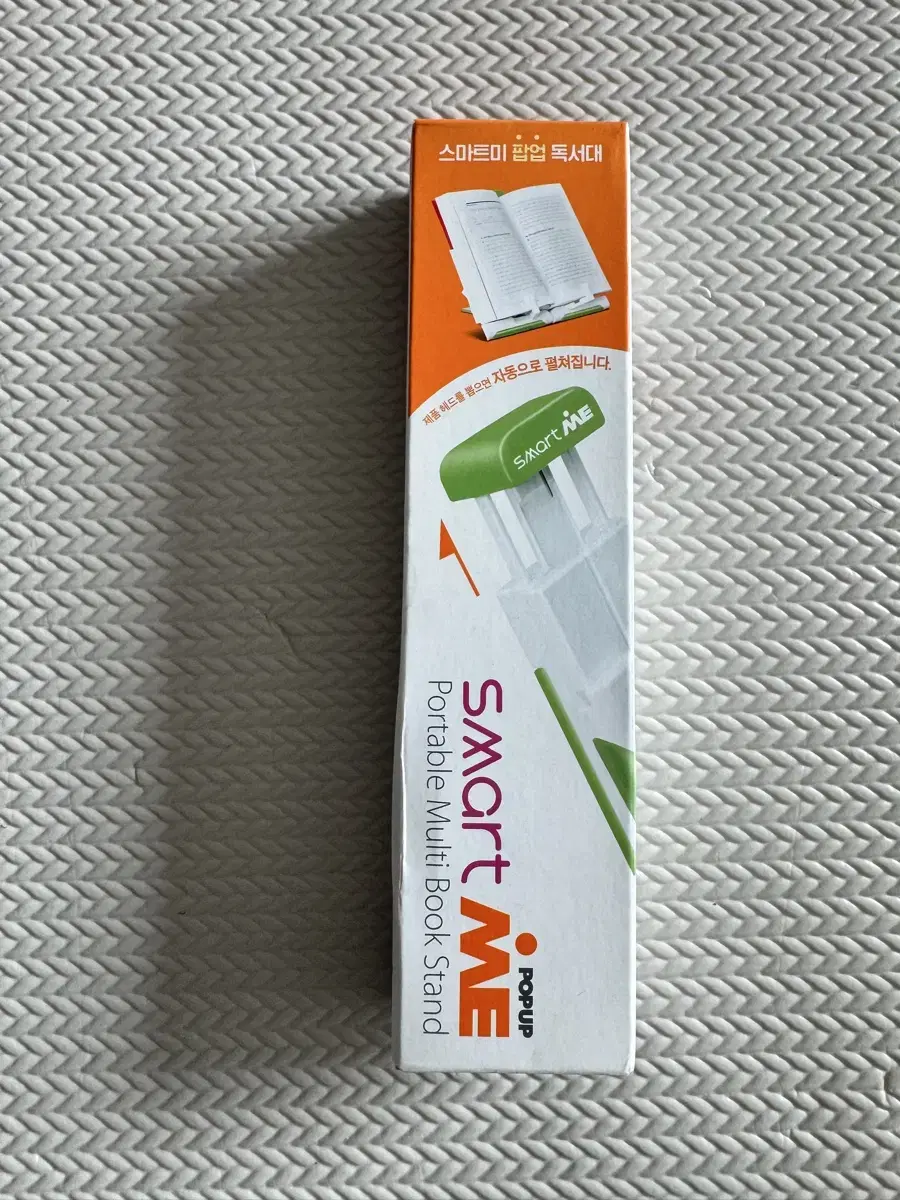 스마트미 팝업 독서대
제품 헤드를 뽑으면 자동으로 펼쳐집니다.
smart ME
smart ME
POPUP
Portable Multi Book Stand